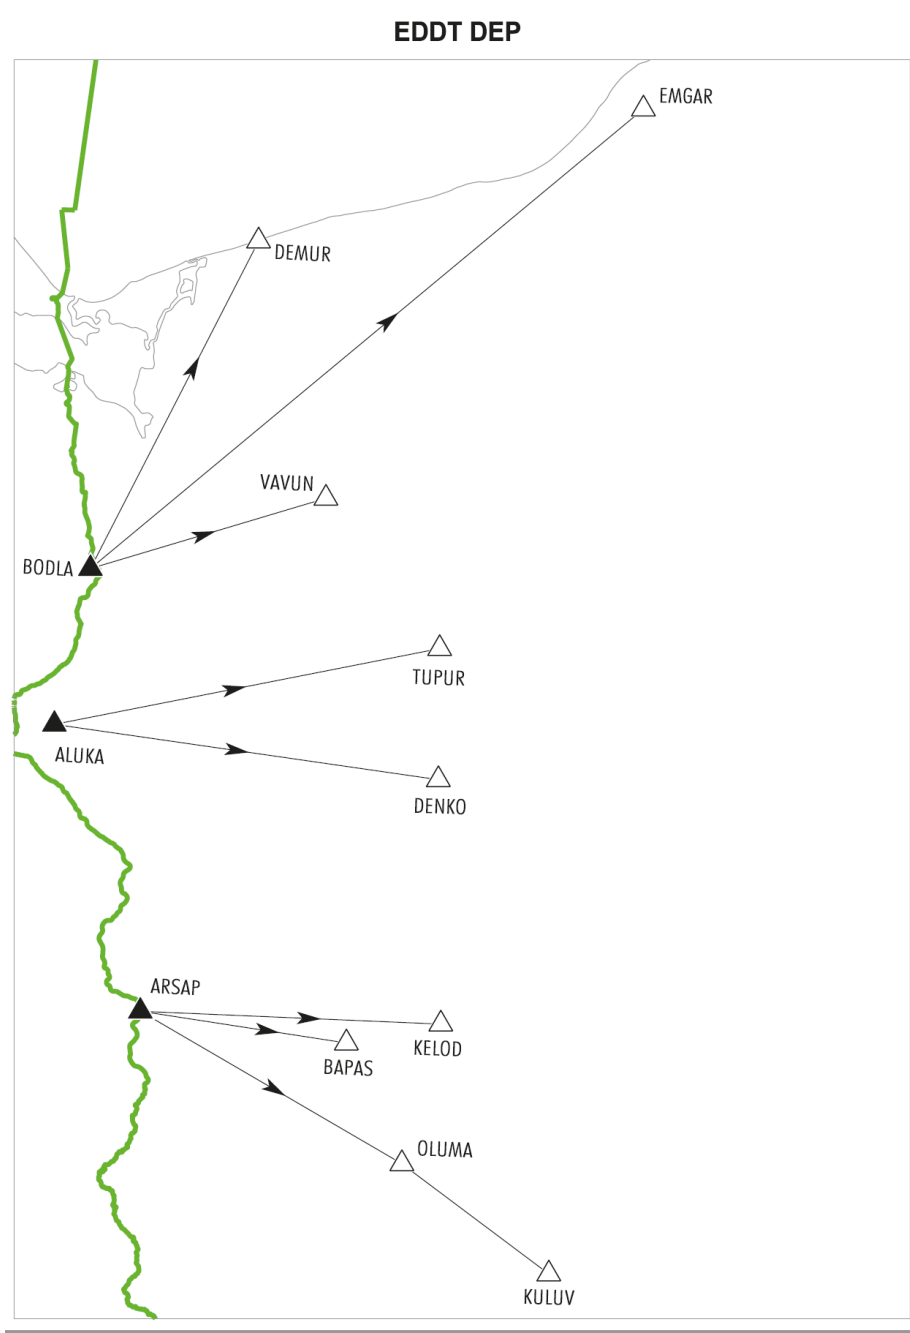 EDDT DEP
EMGAR
DEMUR
VAVUN
BODLA
TUPUR
ALUKA
DENKO
ARSAP
KELOD
BAPAS
OLUMA
KULUV